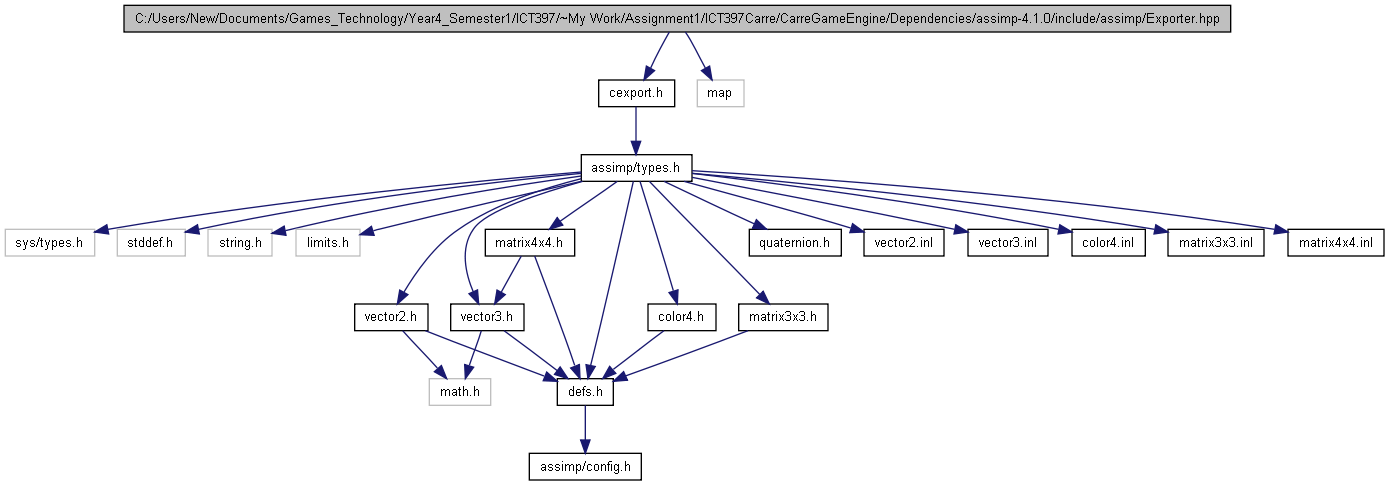 C:/Users/New/Documents/Games_Technology/Year4_Semester1/ICT397/~My Work/Assignment1/ICT397Carre/CarreGameEngine/Dependencies/assimp-4.1.0/include/assimp/Exporter.hpp
cexport.h
map
assimp/types.h
sys/types.h
stddef.h
string.h
limits.h
matrix4x4.h
quaternion.h
vector2.inl
vector3.inl
color4.inl
matrix3x3.inl
matrix4x4.inl
vector2.h
vector3.h
color4.h
matrix3x3.h
math.h
defs.h
assimp/config.h